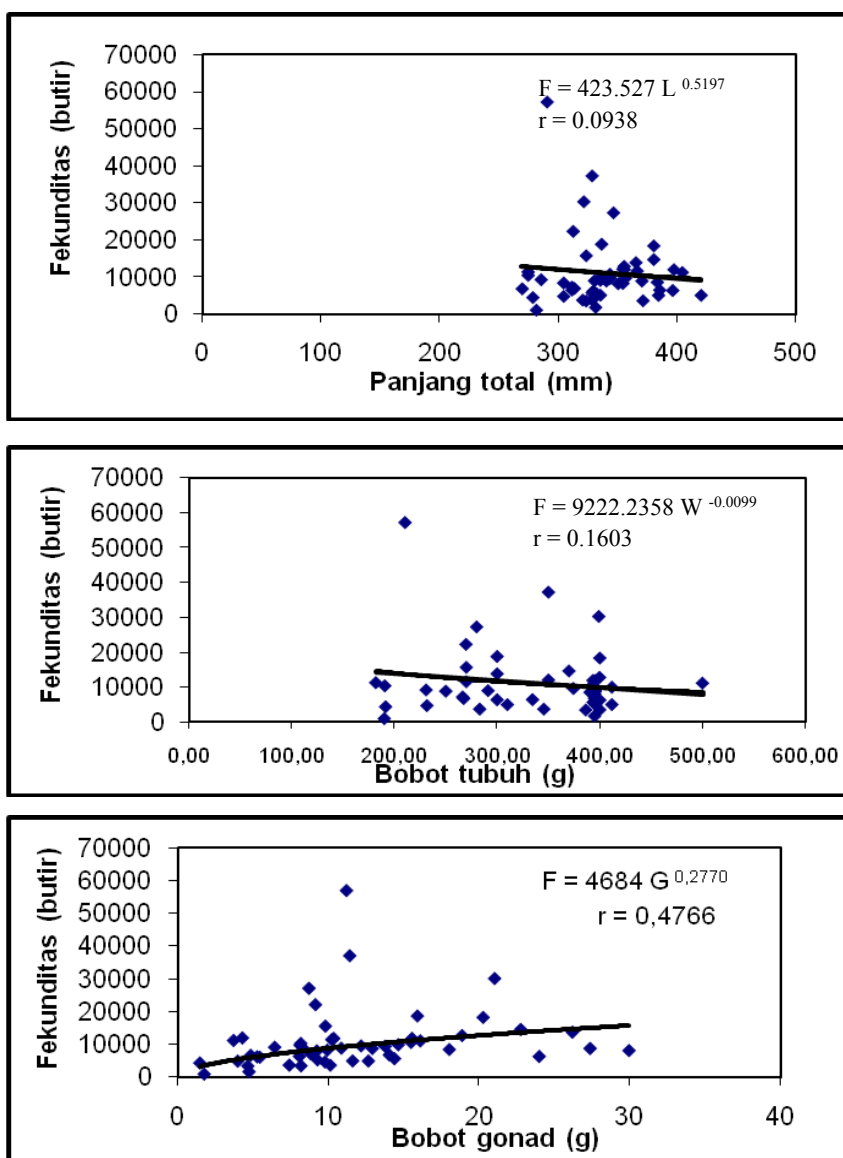 70000
60000
50000
40000
30000
20000
10000
0
Fekunditas (butir)
F = 423.527 L 0.5197
r = 0.0938
0 100 200 300 400 500
Panjang total (mm)
70000
60000
50000
40000
30000
20000
10000
0
Fekunditas (butir)
F = 9222.2358 W -0.0099
r = 0.1603
0,00 100,00 200,00 300,00 400,00 500,00 600,00
Bobot tubuh (g)
70000
60000
50000
40000
30000
20000
10000
0
Fekunditas (butir)
F = 4684 G 0,2770
r = 0,4766
0 10 20 30 40
Bobot gonad (g)